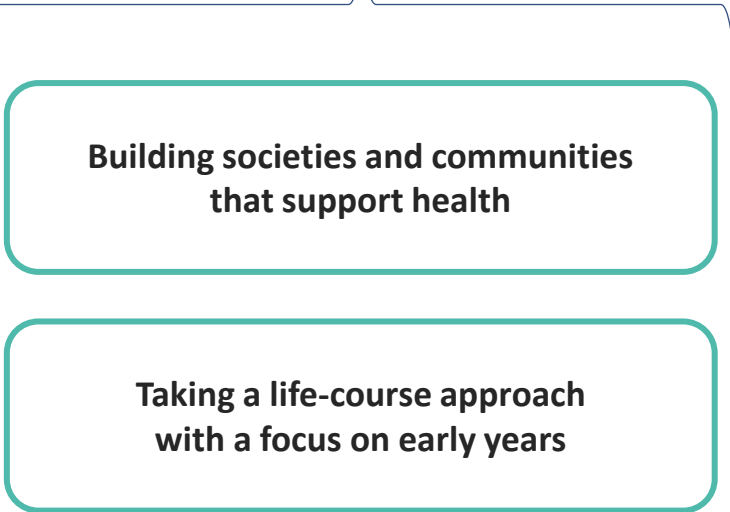 Building societies and communities
that support health
Taking a life-course approach
with a focus on early years